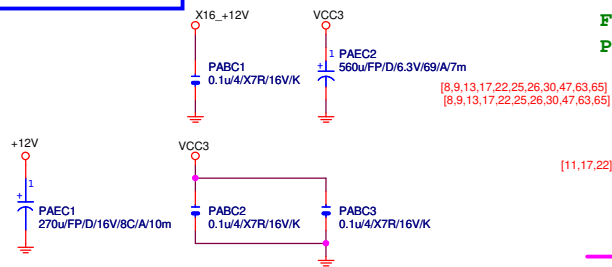 X16_+12V
VCC3
F
P
PABC1
0.1u/4/X7R/16V/K
1
PAEC2
+
560u/FP/D/6.3V/69/A/7m
[8,9,13,17,22,25,26,30,47,63,65]
[8,9,13,17,22,25,26,30,47,63,65]
+12V
VCC3
[11,17,22]
1
+
PAEC1
270u/FP/D/16V/8C/A/10m
PABC2
0.1u/4/X7R/16V/K
PABC3
0.1u/4/X7R/16V/K